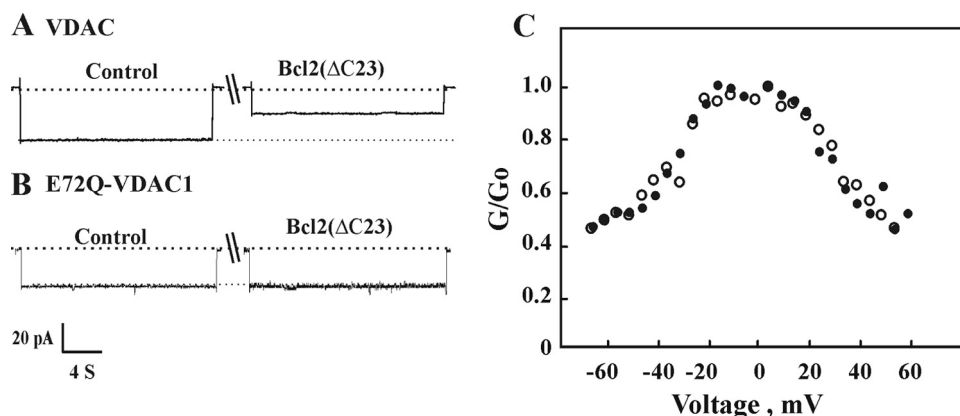 A VDAC
Control
Bcl2(ΔC23)
B E72Q-VDAC1
Control
Bcl2(ΔC23)
20 pA
4 S
C
G/Go
1.0
0.8
0.6
0.4
0.2
0
-60 -40 -20 0 20 40 60
Voltage , mV